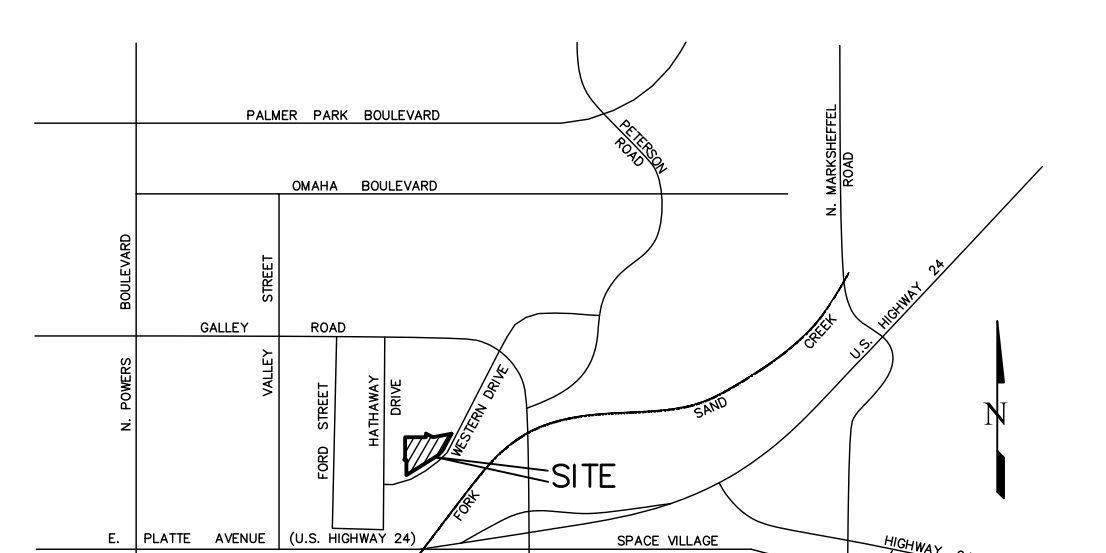 PALMER PARK BOULEVARD
PETERSON
ROAD
N. MARKSHEFFEL
ROAD
OMAHA BOULEVARD
N. POWERS BOULEVARD
VALLEY STREET
U.S. HIGHWAY 24
GALLEY ROAD
CREEK
SAND
FORK
FORD STREET
HATHAWAY
DRIVE
WESTERN DRIVE
N
SITE
E. PLATTE AVENUE (U.S. HIGHWAY 24)
SPACE VILLAGE
HIGHWAY